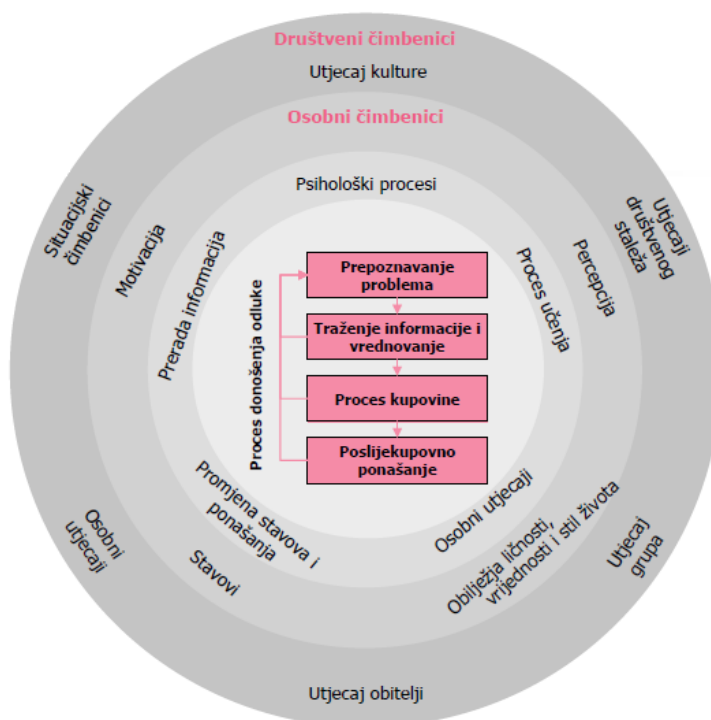 Društveni čimbenici
Utjecaj kulture
Osobni čimbenici
Psihološki procesi
Situacijski
čimbenici
Motivacija
Prerada informacija
Proces učenja
Percepcija
Utjecaji
društvenog
staleža
Proces donošenja odluke
Prepoznavanje
problema
Traženje informacije i
vrednovanje
Proces kupovine
Poslijekupovno
ponašanje
Osobni
utjecaji
Stavovi
Promjena stavova i
ponašanja
Osobni utjecaji
Obilježja ličnosti,
vrijednosti i stil života
Utjecaj
grupa
Utjecaj obitelji